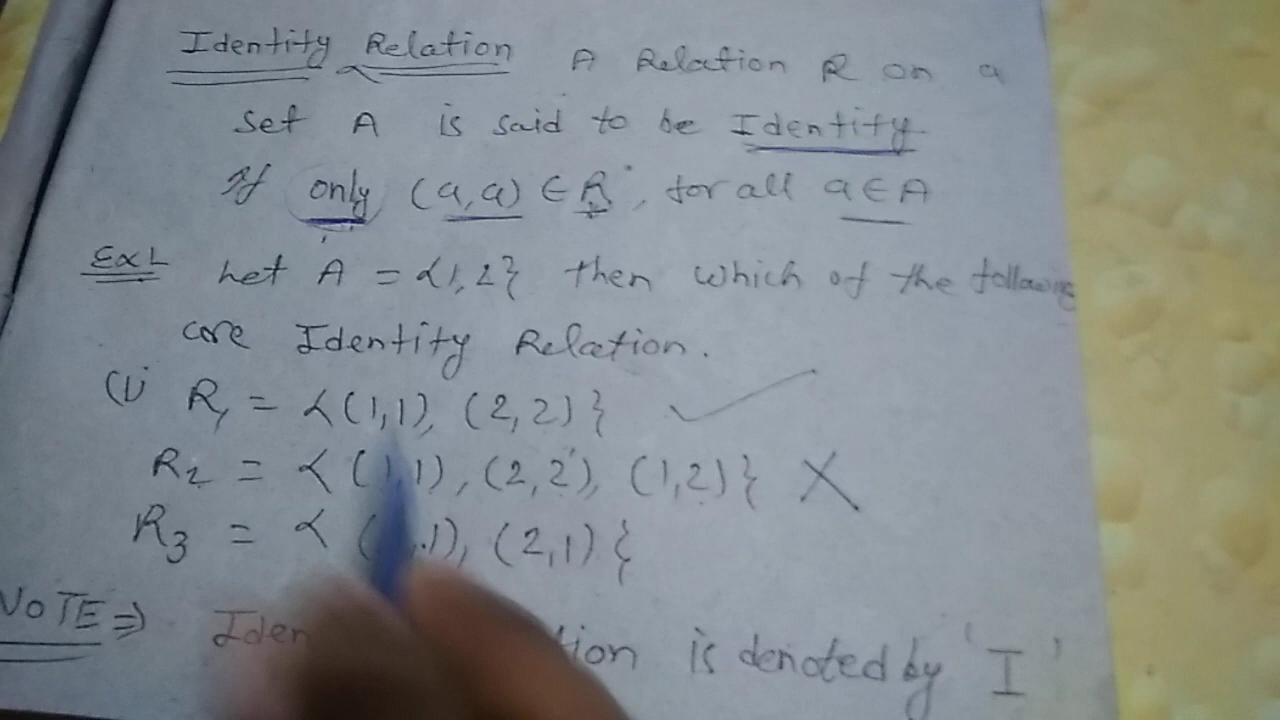 Identity Relation A Relation R on a
set A is said to be Identity
If only (a,a) ∈ R, for all a∈A
Ex1 Let A = {1,2} then which of the following
are Identity Relation.
(1) R1 = {(1,1), (2,2)} ✓
R2 = {(1,1), (2,2), (1,2)} X
R3 = { 1), (2,1)}
NOTE ⇒ is denoted by 'I'